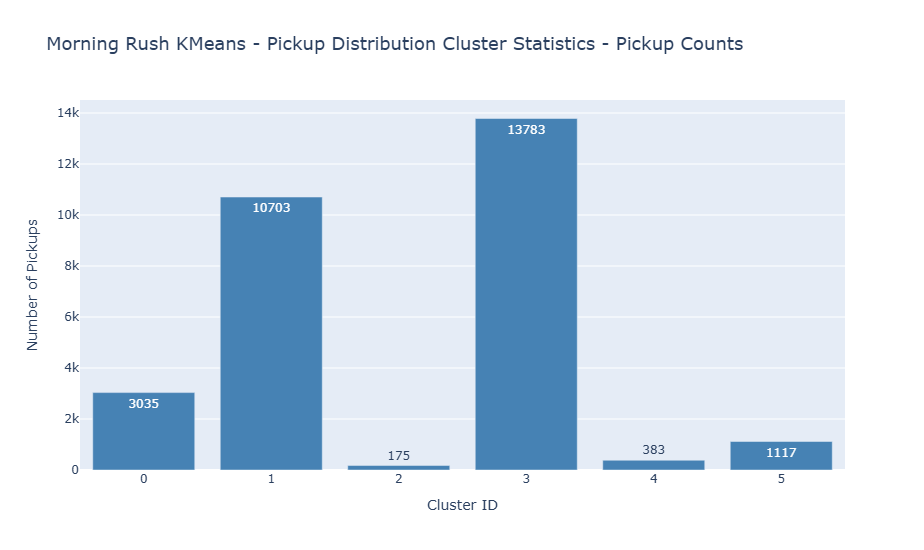 Morning Rush KMeans - Pickup Distribution Cluster Statistics - Pickup Counts
Number of Pickups
14k
12k
10k
8k
6k
4k
2k
0
3035
10703
175
13783
383
1117
0 1 2 3 4 5
Cluster ID